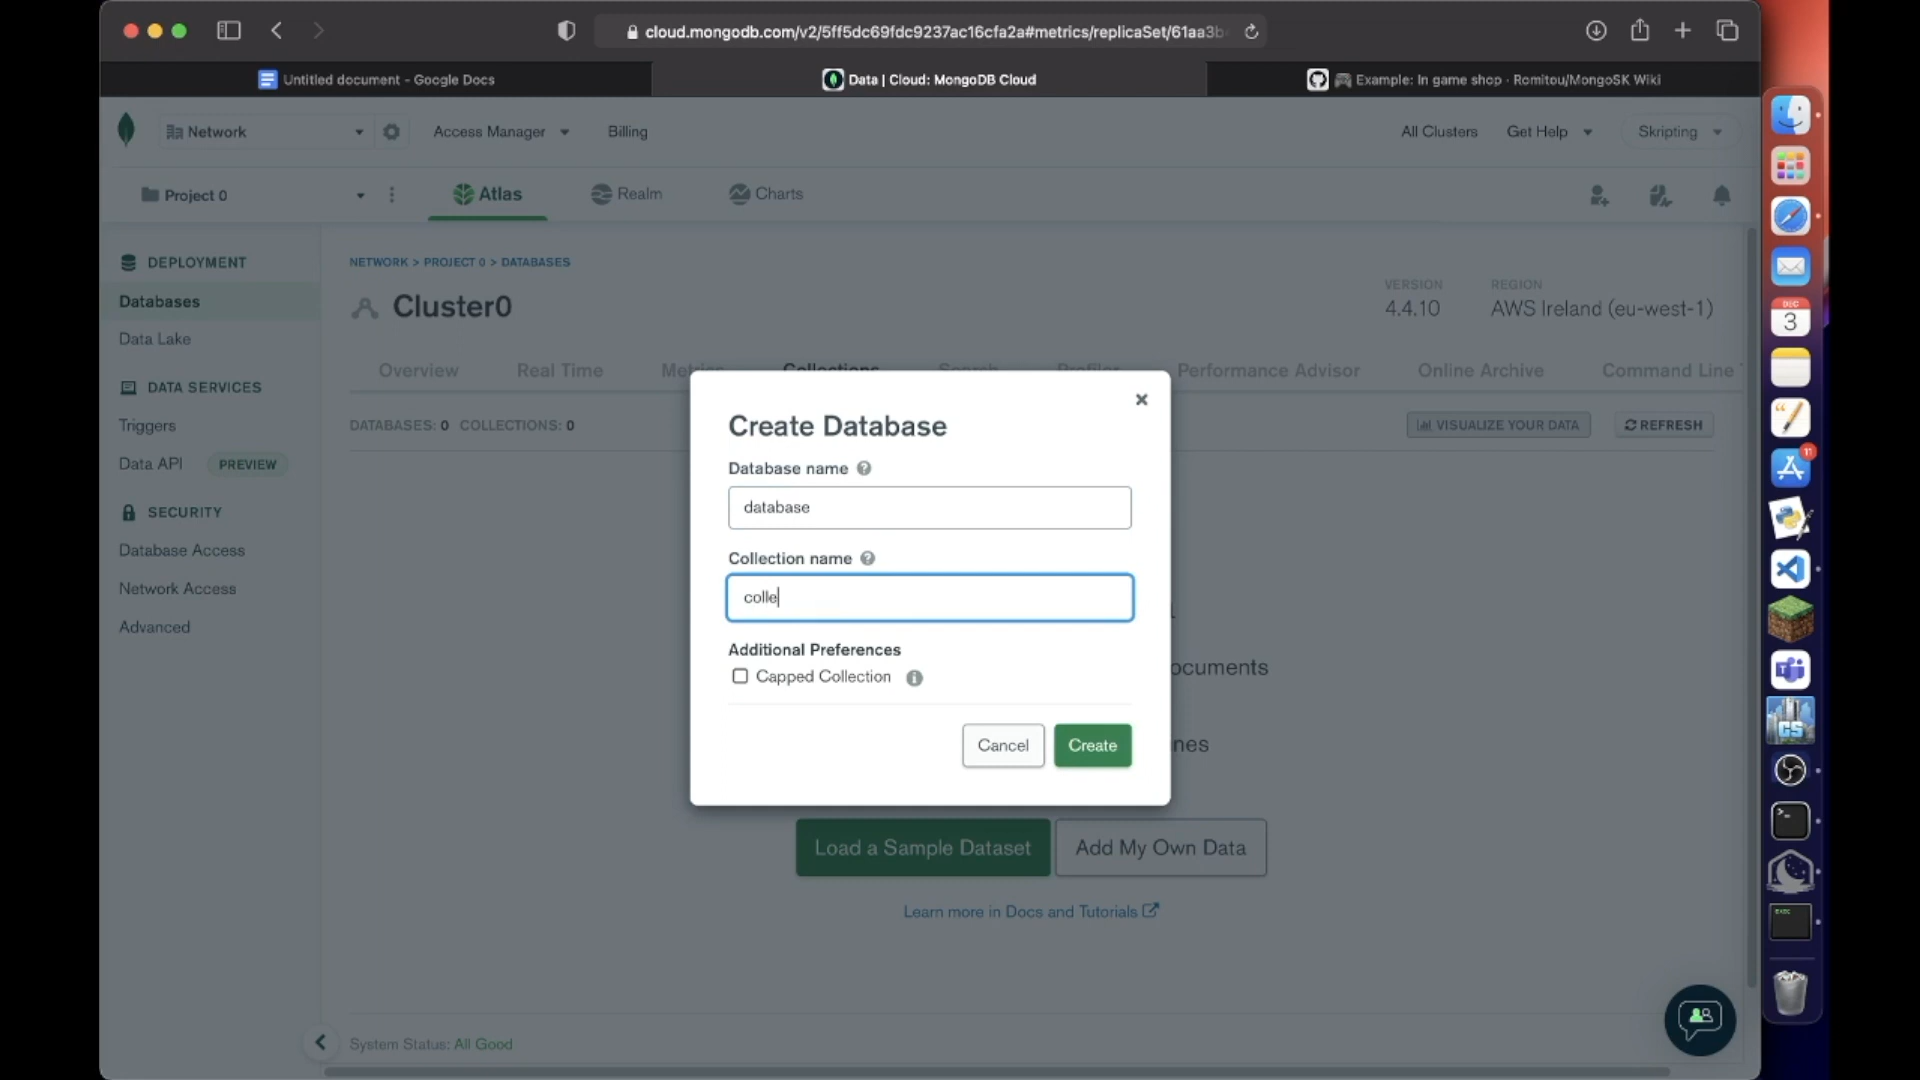 cloud.mongodb.com/v2/5ff5dc69fdc9237ac16cfa2a#metrics/replicaSet/61aa3b
Untitled document - Google Docs
Data | Cloud: MongoDB Cloud
Example: In game shop · Romitou/MongoSK Wiki
Network
Access Manager
Billing
All Clusters
Get Help
Skripting
Project 0
Atlas
Realm
Charts
DEPLOYMENT
Databases
Data Lake
DATA SERVICES
Triggers
Data API PREVIEW
SECURITY
Database Access
Network Access
Advanced
NETWORK > PROJECT 0 > DATABASES
Cluster0
VERSION
4.4.10
REGION
AWS Ireland (eu-west-1)
Overview
Real Time
Metrics
Collections
Search
Profiler
Performance Advisor
Online Archive
Command Line
DATABASES: 0 COLLECTIONS: 0
VISUALIZE YOUR DATA
REFRESH
Create Database
Database name
database
Collection name
colle
Additional Preferences
Capped Collection
Cancel
Create
ocuments
nes
Load a Sample Dataset
Add My Own Data
Learn more in Docs and Tutorials
System Status: All Good
DEC
3
11
CS
EXEC